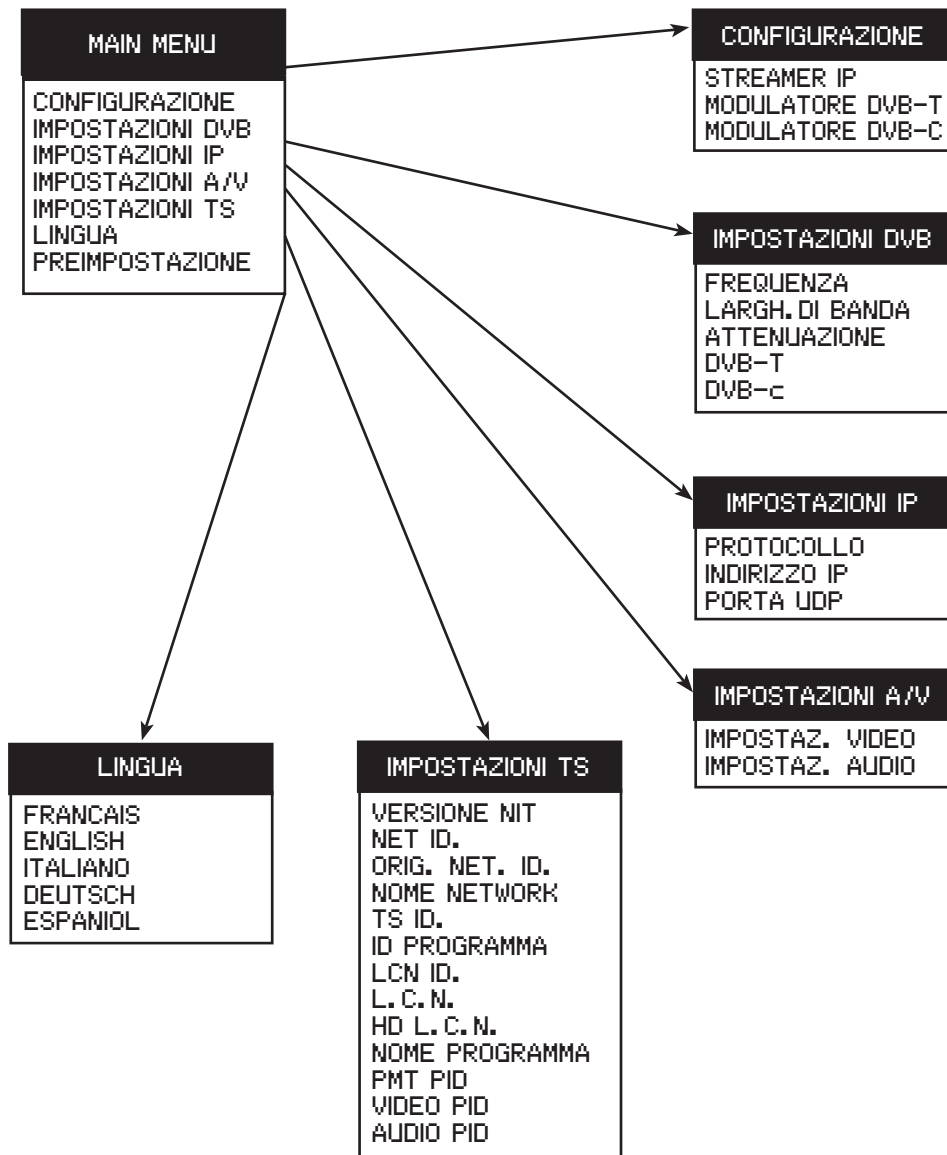 MAIN MENU
CONFIGURAZIONE
IMPOSTAZIONI DVB
IMPOSTAZIONI IP
IMPOSTAZIONI A/V
IMPOSTAZIONI TS
LINGUA
PREIMPOSTAZIONE
CONFIGURAZIONE
STREAMER IP
MODULATORE DVB-T
MODULATORE DVB-C
IMPOSTAZIONI DVB
FREQUENZA
LARGH.DI BANDA
ATTENUAZIONE
DVB-T
DVB-c
IMPOSTAZIONI IP
PROTOCOLLO
INDIRIZZO IP
PORTA UDP
IMPOSTAZIONI A/V
IMPOSTAZ. VIDEO
IMPOSTAZ. AUDIO
LINGUA
FRANCAIS
ENGLISH
ITALIANO
DEUTSCH
ESPANIOL
IMPOSTAZIONI TS
VERSIONE NIT
NET ID.
ORIG. NET. ID.
NOME NETWORK
TS ID.
ID PROGRAMMA
LCN ID.
L.C.N.
HD L.C.N.
NOME PROGRAMMA
PMT PID
VIDEO PID
AUDIO PID